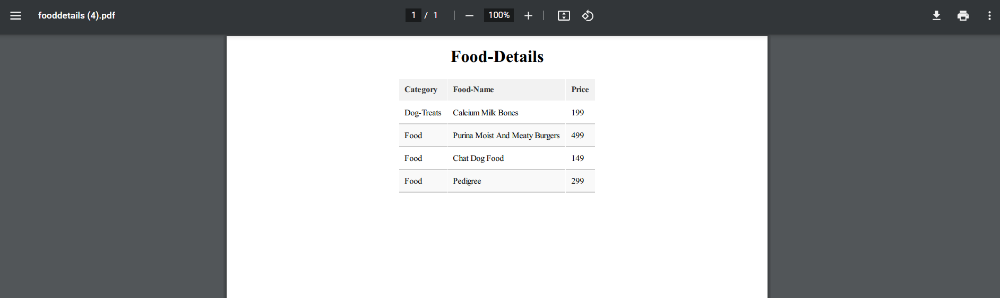 fooddetails (4).pdf
1 / 1
100%
Food-Details
Category Food-Name Price
Dog-Treats Calcium Milk Bones 199
Food Purina Moist And Meaty Burgers 499
Food Chat Dog Food 149
Food Pedigree 299